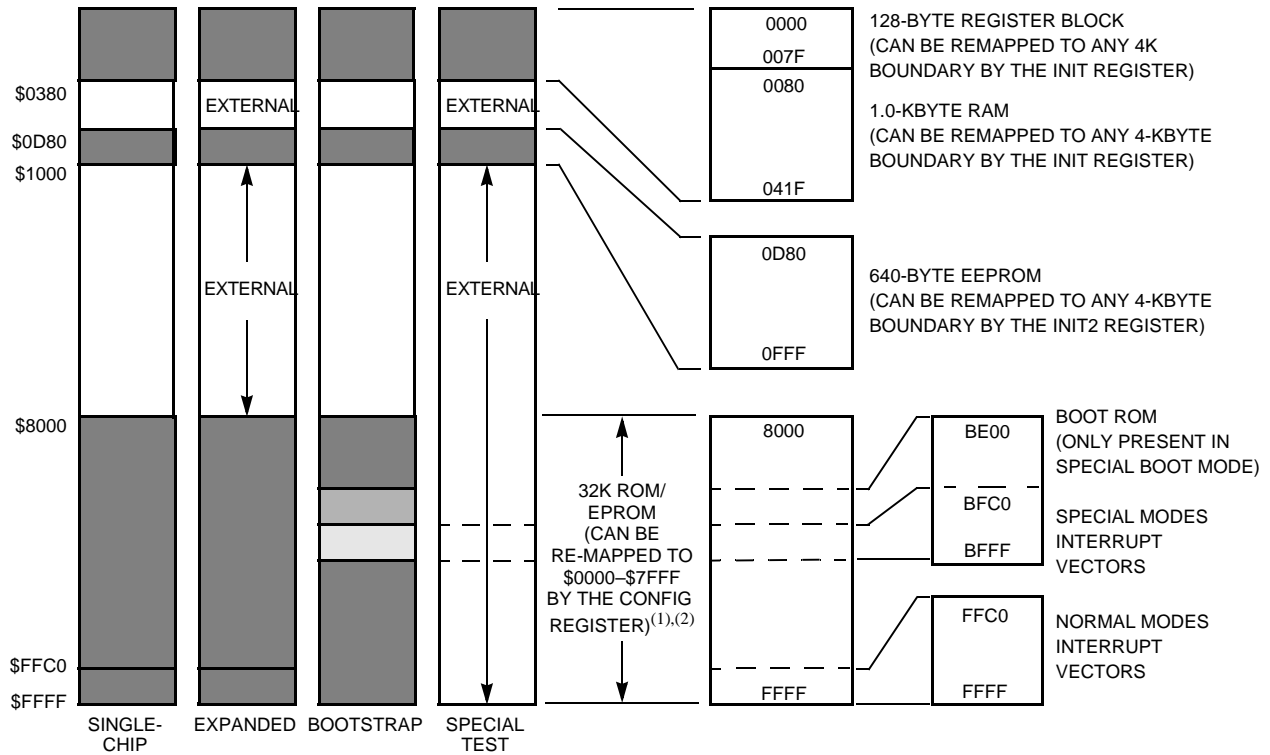 $0380
$0D80
$1000
$8000
$FFC0
$FFFF
EXTERNAL
EXTERNAL
EXTERNAL
EXTERNAL
SINGLE-
CHIP
EXPANDED
BOOTSTRAP
SPECIAL
TEST
0000
007F
0080
041F
128-BYTE REGISTER BLOCK
(CAN BE REMAPPED TO ANY 4K
BOUNDARY BY THE INIT REGISTER)
1.0-KBYTE RAM
(CAN BE REMAPPED TO ANY 4-KBYTE
BOUNDARY BY THE INIT REGISTER)
0D80
0FFF
640-BYTE EEPROM
(CAN BE REMAPPED TO ANY 4-KBYTE
BOUNDARY BY THE INIT2 REGISTER)
32K ROM/
EPROM
(CAN BE
RE-MAPPED TO
$0000–$7FFF
BY THE CONFIG
REGISTER)(1),(2)
8000
FFFF
BE00
BFC0
BFFF
BOOT ROM
(ONLY PRESENT IN
SPECIAL BOOT MODE)
SPECIAL MODES
INTERRUPT
VECTORS
FFC0
FFFF
NORMAL MODES
INTERRUPT
VECTORS